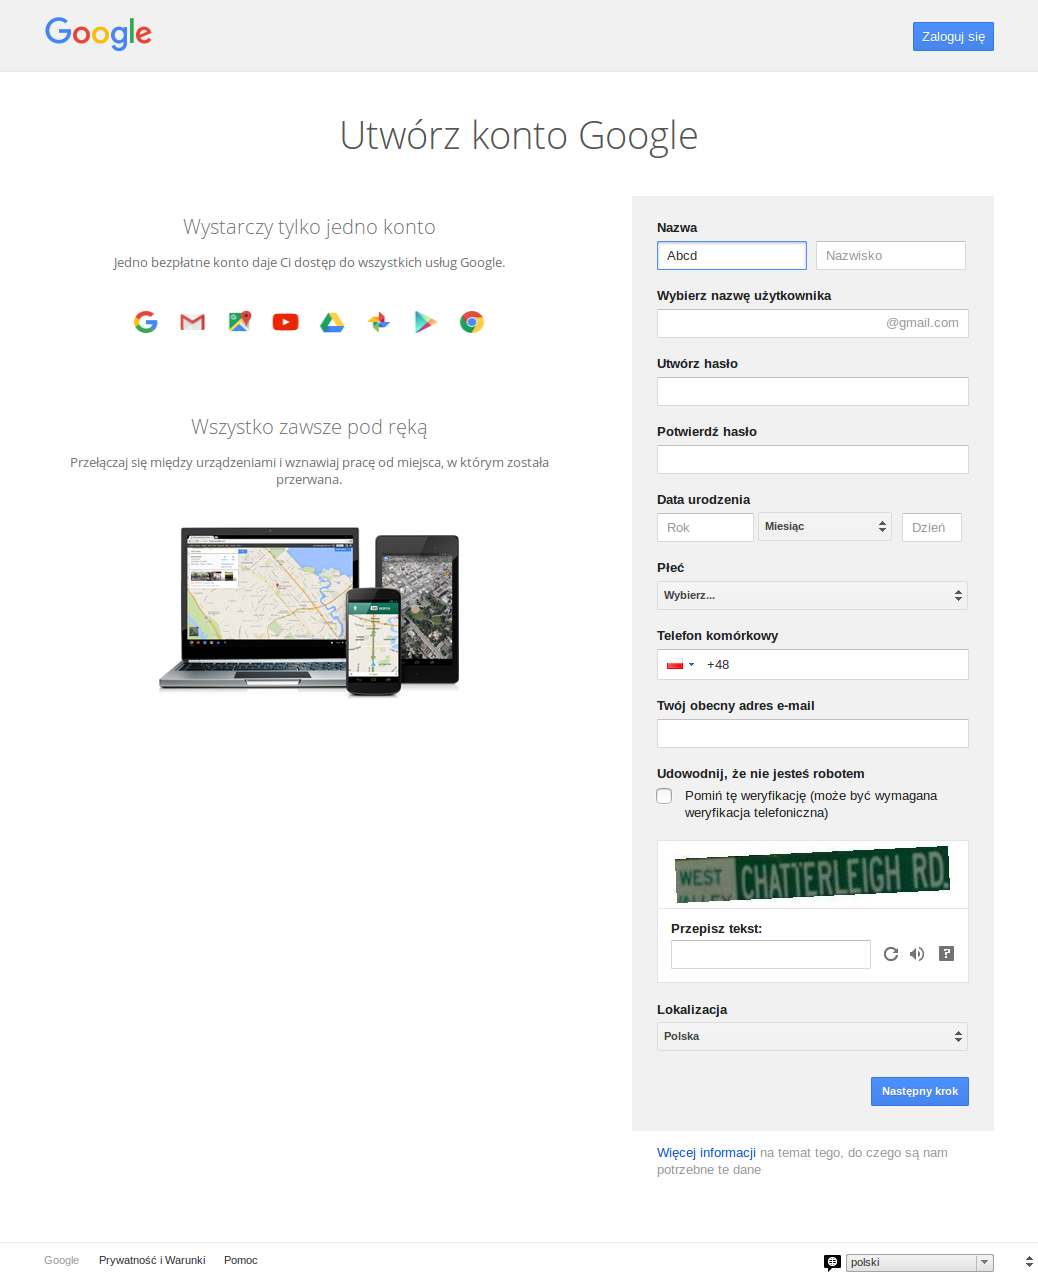 Google
Zaloguj się
Utwórz konto Google
Wystarczy tylko jedno konto
Jedno bezpłatne konto daje Ci dostęp do wszystkich usług Google.
Wszystko zawsze pod ręką
Przełączaj się między urządzeniami i wznawiaj pracę od miejsca, w którym została
przerwana.
Nazwa
Abcd
Nazwisko
Wybierz nazwę użytkownika
@gmail.com
Utwórz hasło
Potwierdź hasło
Data urodzenia
Rok
Miesiąc
Dzień
Płeć
Wybierz...
Telefon komórkowy
+48
Twój obecny adres e-mail
Udowodnij, że nie jesteś robotem
Pomiń tę weryfikację (może być wymagana
weryfikacja telefoniczna)
WEST
CHATTERLEIGH RD.
Przepisz tekst:
Lokalizacja
Polska
Następny krok
Więcej informacji na temat tego, do czego są nam
potrzebne te dane
Google
Prywatność i Warunki
Pomoc
polski